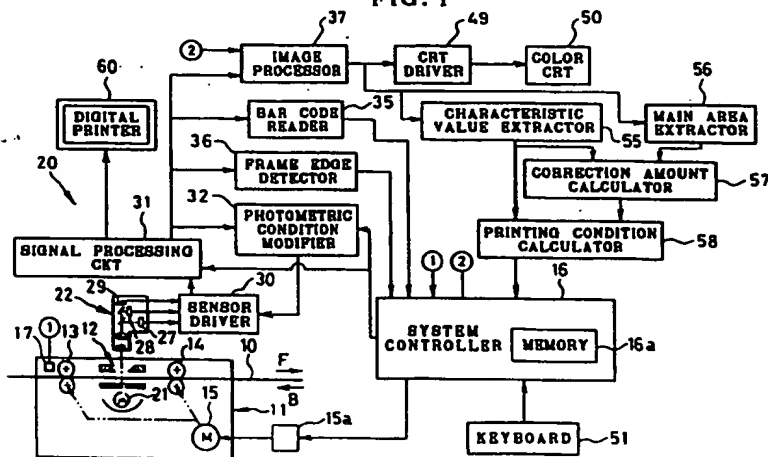 FIG. 1
37
49
50
2
IMAGE
PROCESSOR
CRT
DRIVER
COLOR
CRT
60
DIGITAL
PRINTER
35
BAR CODE
READER
CHARACTERISTIC
VALUE EXTRACTOR
55
56
MAIN AREA
EXTRACTOR
36
FRAME EDGE
DETECTOR
20
CORRECTION AMOUNT
CALCULATOR
57
32
31
PHOTOMETRIC
CONDITION
MODIFIER
PRINTING CONDITION
CALCULATOR
58
SIGNAL PROCESSING
CKT
30
SENSOR
DRIVER
29
22
27
28
1
2
16
SYSTEM
CONTROLLER
MEMORY
16a
17
1
13
12
14
10
F
B
21
11
15
M
15a
KEYBOARD
51